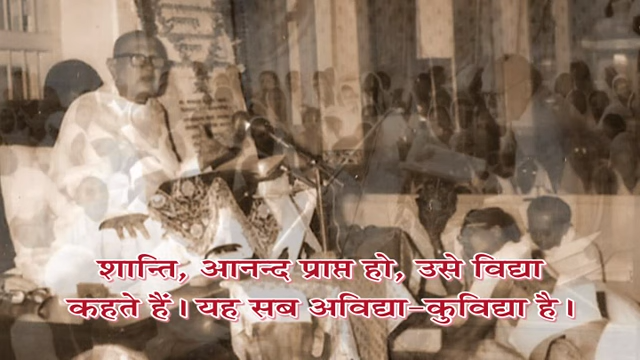 शान्ति, आनन्द प्राप्त हो, उसे विद्या
कहते हैं। यह सब अविद्या-कुविद्या है।